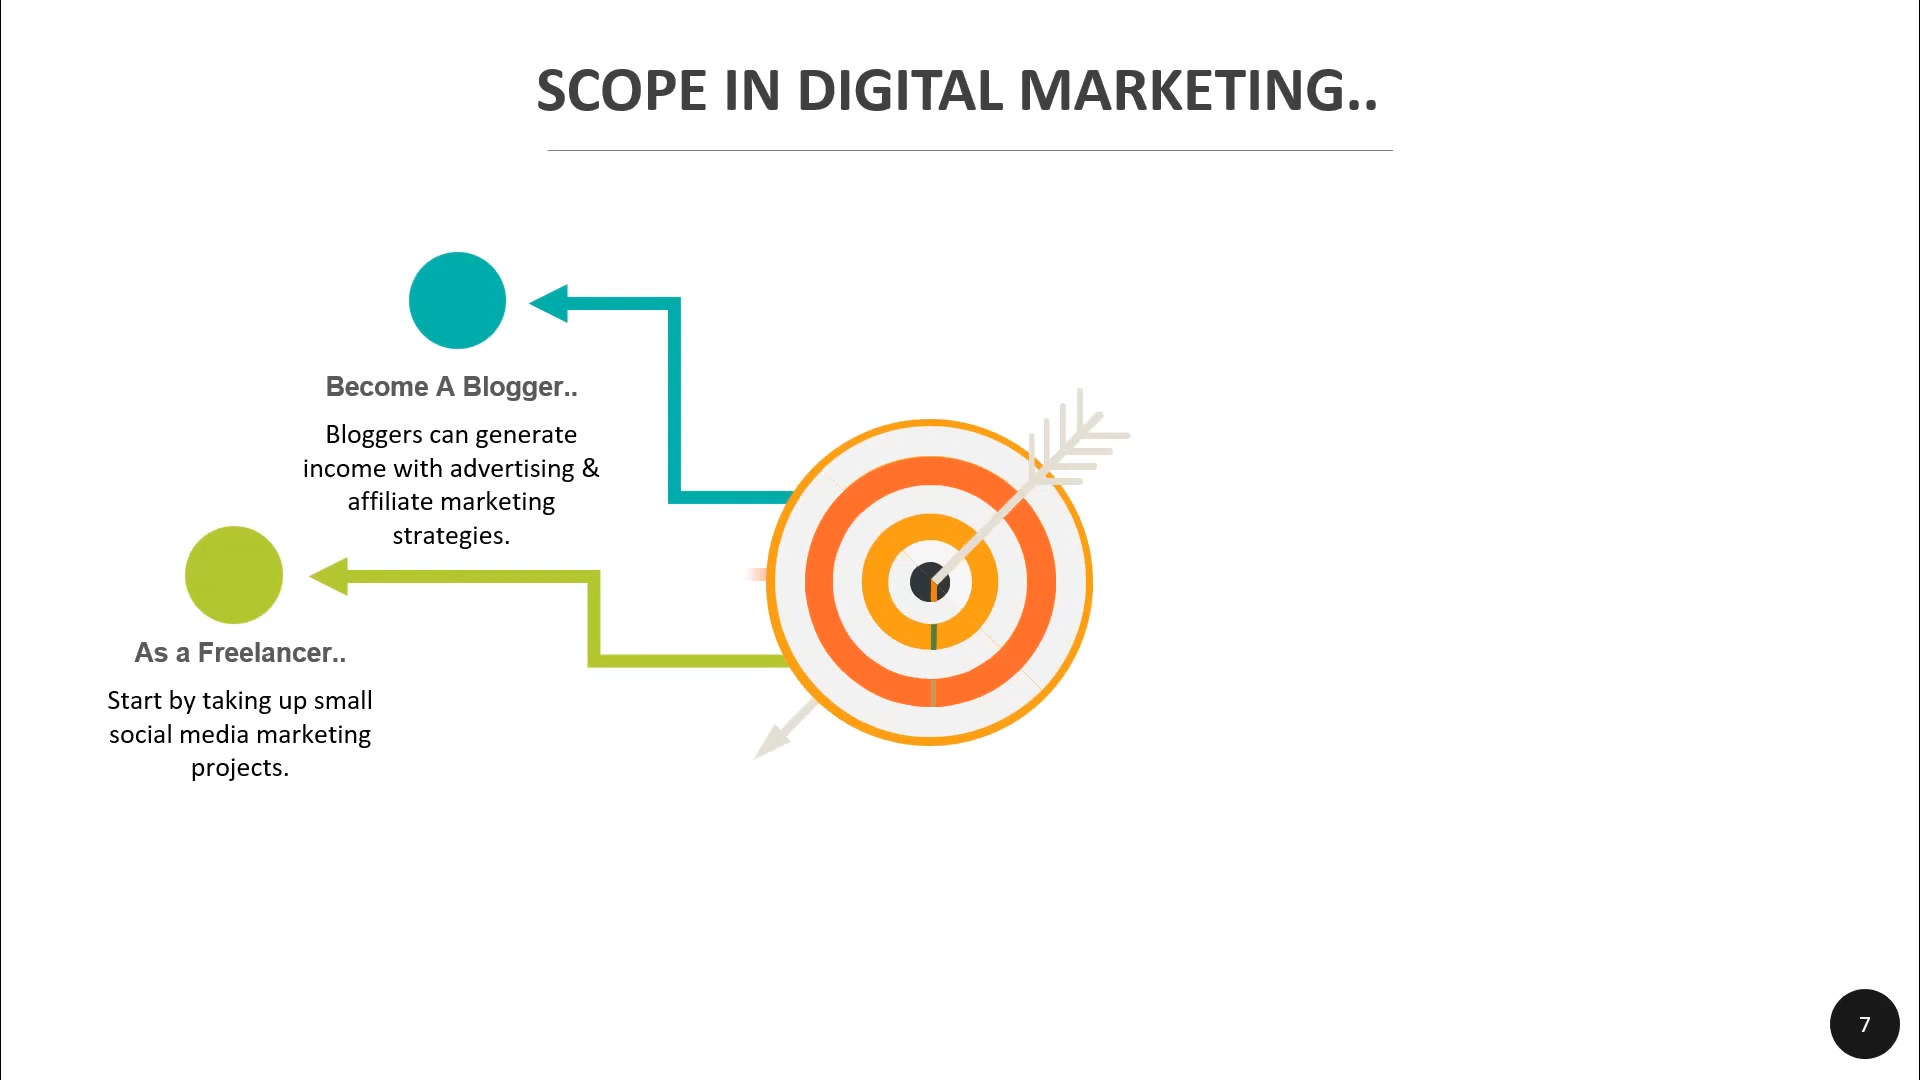 SCOPE IN DIGITAL MARKETING..
Become A Blogger..
Bloggers can generate
income with advertising &
affiliate marketing
strategies.
As a Freelancer..
Start by taking up small
social media marketing
projects.
7